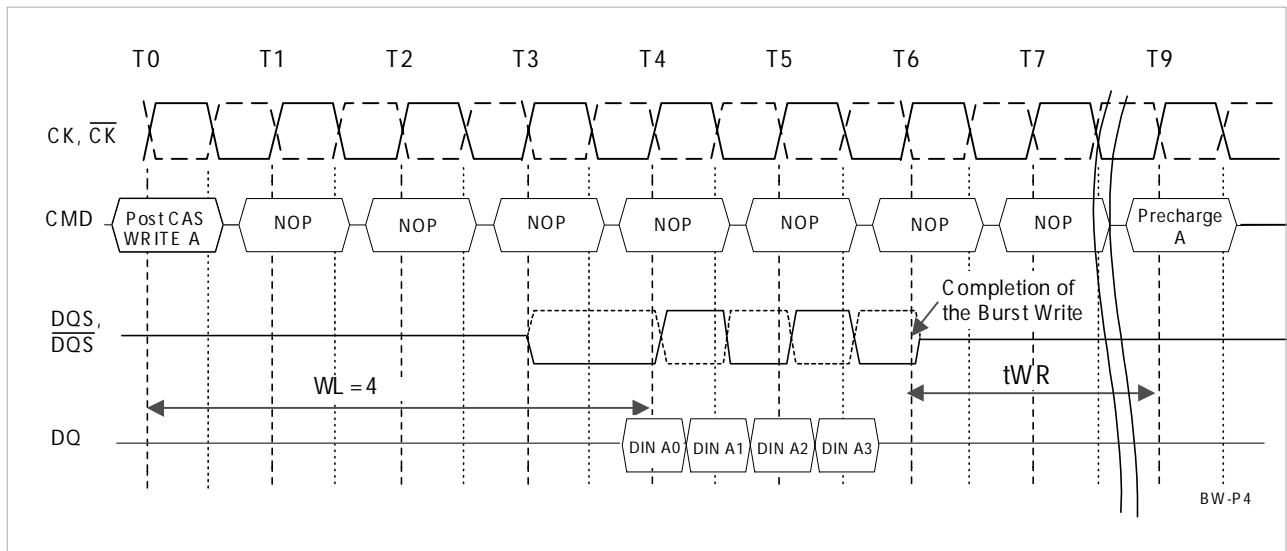 T0 T1 T2 T3 T4 T5 T6 T7 T9
CK, CK
CMD
Post CAS
WRITE A
NOP NOP NOP NOP NOP NOP NOP
Precharge
A
DQS,
DQS
Completion of
the Burst Write
WL = 4
tWR
DQ
DIN A0 DIN A1 DIN A2 DIN A3
BW-P4